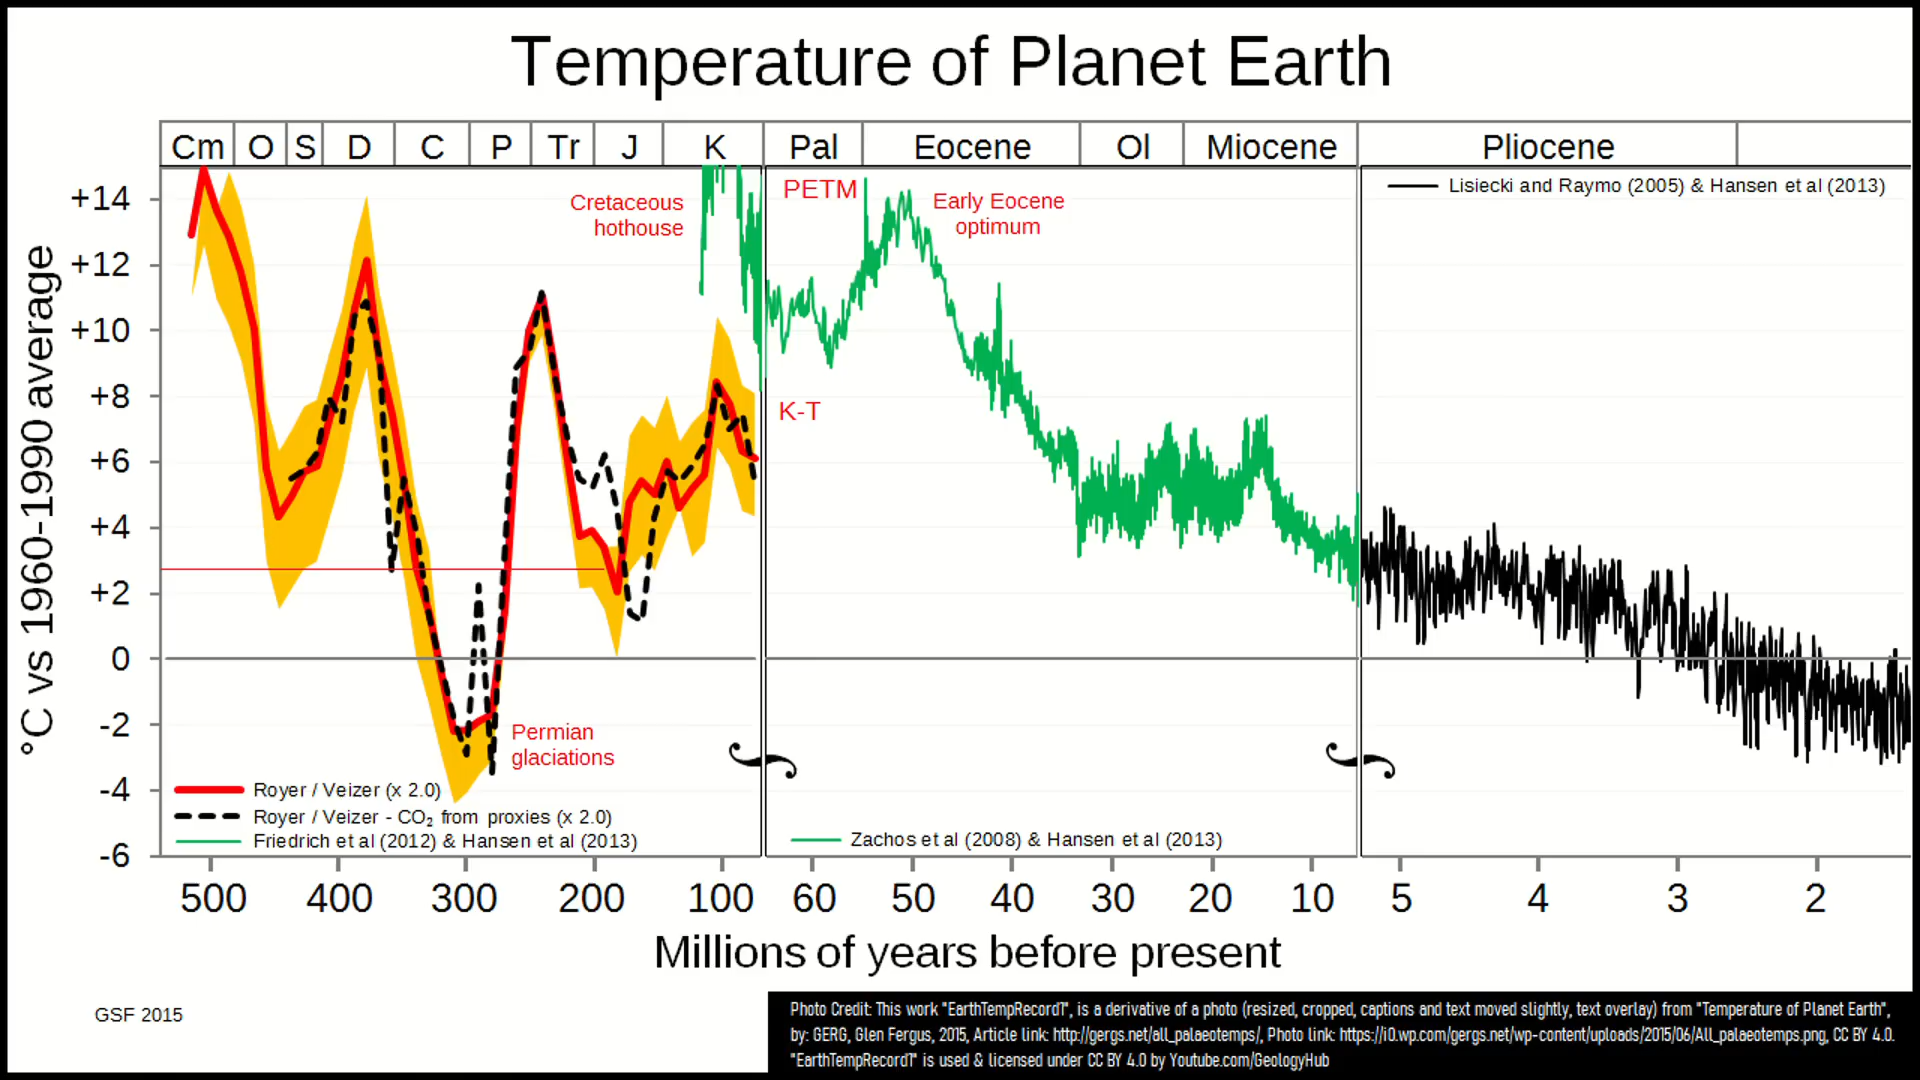 Temperature of Planet Earth
Cm O S D C P Tr J K Pal Eocene Ol Miocene Pliocene
°C vs 1960-1990 average
+14
+12
+10
+8
+6
+4
+2
0
-2
-4
-6
Cretaceous
hothouse
PETM
Early Eocene
optimum
K-T
Permian
glaciations
Lisiecki and Raymo (2005) & Hansen et al (2013)
Royer / Veizer (x 2.0)
Royer / Veizer - CO₂ from proxies (x 2.0)
Friedrich et al (2012) & Hansen et al (2013)
Zachos et al (2008) & Hansen et al (2013)
500 400 300 200 100 60 50 40 30 20 10 5 4 3 2
Millions of years before present
GSF 2015
Photo Credit: This work "EarthTempRecord1", is a derivative of a photo (resized, cropped, captions and text moved slightly, text overlay) from "Temperature of Planet Earth",
by: GERG, Glen Fergus, 2015, Article link: http://gergs.net/all_palaeotemps/, Photo link: https://i0.wp.com/gergs.net/wp-content/uploads/2015/06/All_palaeotemps.png, CC BY 4.0.
"EarthTempRecord1" is used & licensed under CC BY 4.0 by Youtube.com/GeologyHub